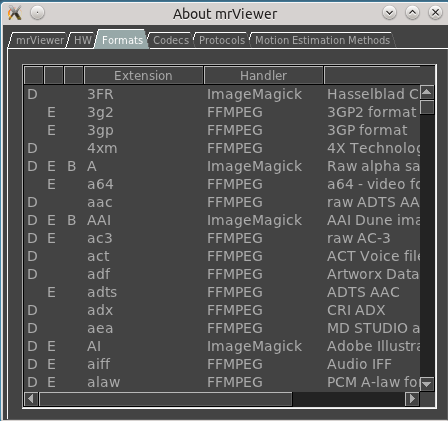 About mrViewer
mrViewer HW Formats Codecs Protocols Motion Estimation Methods
Extension Handler
D 3FR ImageMagick Hasselblad C
E 3g2 FFMPEG 3GP2 format
E 3gp FFMPEG 3GP format
D 4xm FFMPEG 4X Technolog
D E B A ImageMagick Raw alpha sa
E a64 FFMPEG a64 - video fo
D aac FFMPEG raw ADTS AA
D E B AAI ImageMagick AAI Dune ima
D E ac3 FFMPEG raw AC-3
D act FFMPEG ACT Voice file
D adf FFMPEG Artworx Data
E adts FFMPEG ADTS AAC
D adx FFMPEG CRI ADX
D aea FFMPEG MD STUDIO a
D E AI ImageMagick Adobe Illustra
D E aiff FFMPEG Audio IFF
D E alaw FFMPEG PCM A-law fo